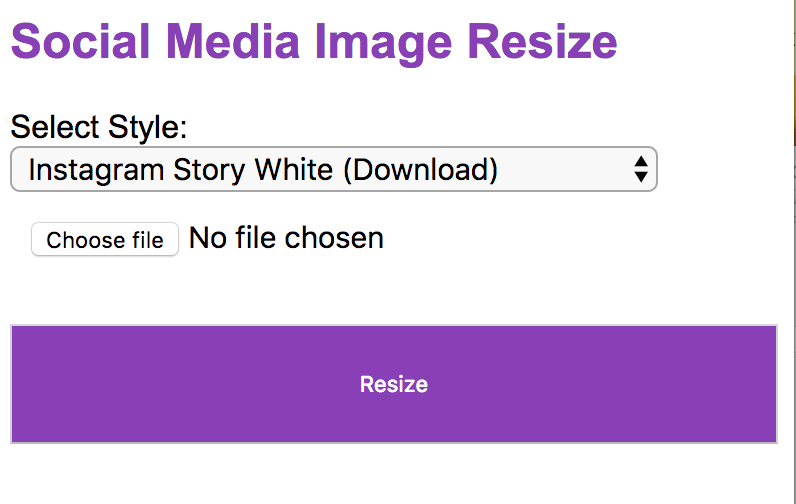 Social Media Image Resize
Select Style:
Instagram Story White (Download)
Choose file No file chosen
Resize